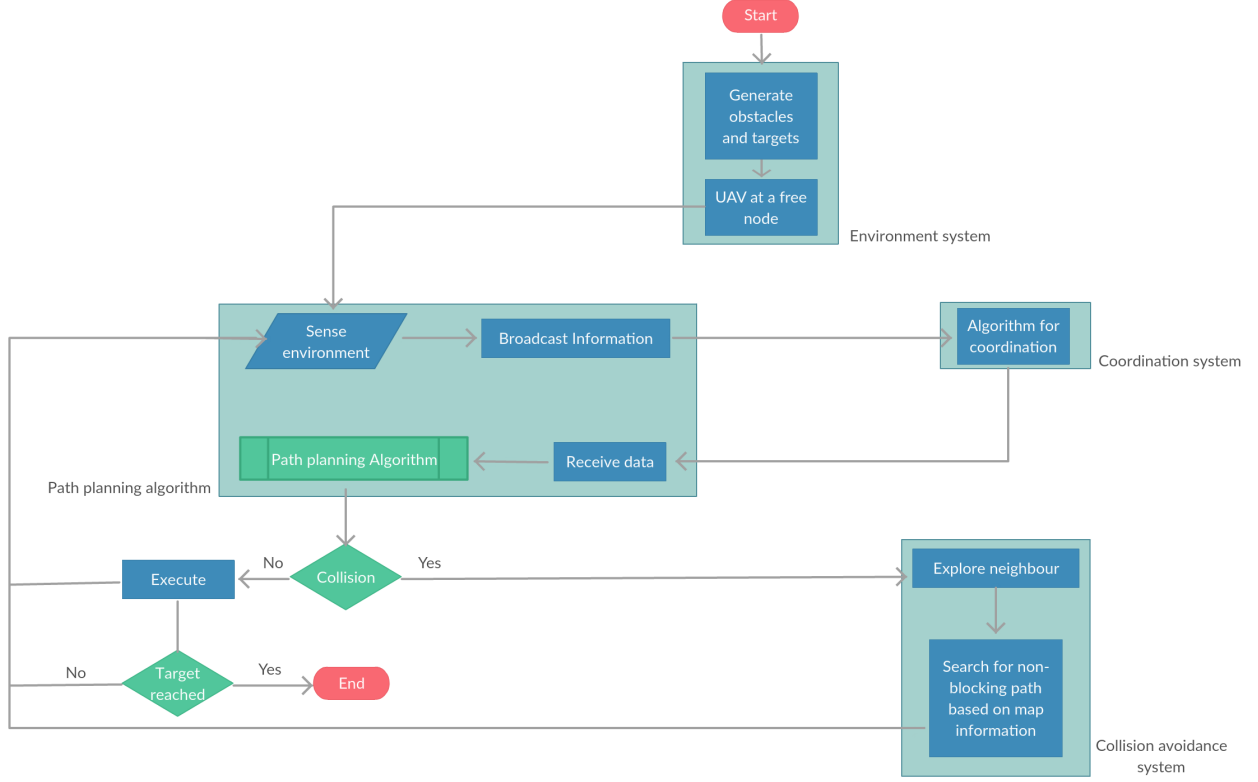 Start
Generate
obstacles
and targets
UAV at a free
node
Environment system
Sense
environment
Broadcast Information
Algorithm for
coordination
Coordination system
Path planning Algorithm
Receive data
Path planning algorithm
No
Yes
Execute
Collision
Explore neighbour
No
Target
reached
Yes
End
Search for non-
blocking path
based on map
information
Collision avoidance
system